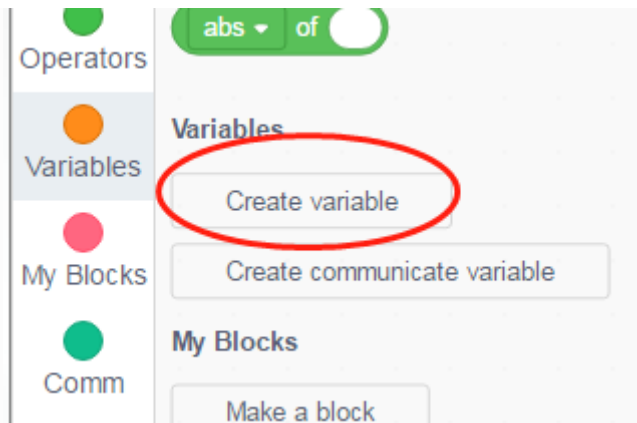 Operators
Variables
My Blocks
Comm
abs of
Variables
Create variable
Create communicate variable
My Blocks
Make a block